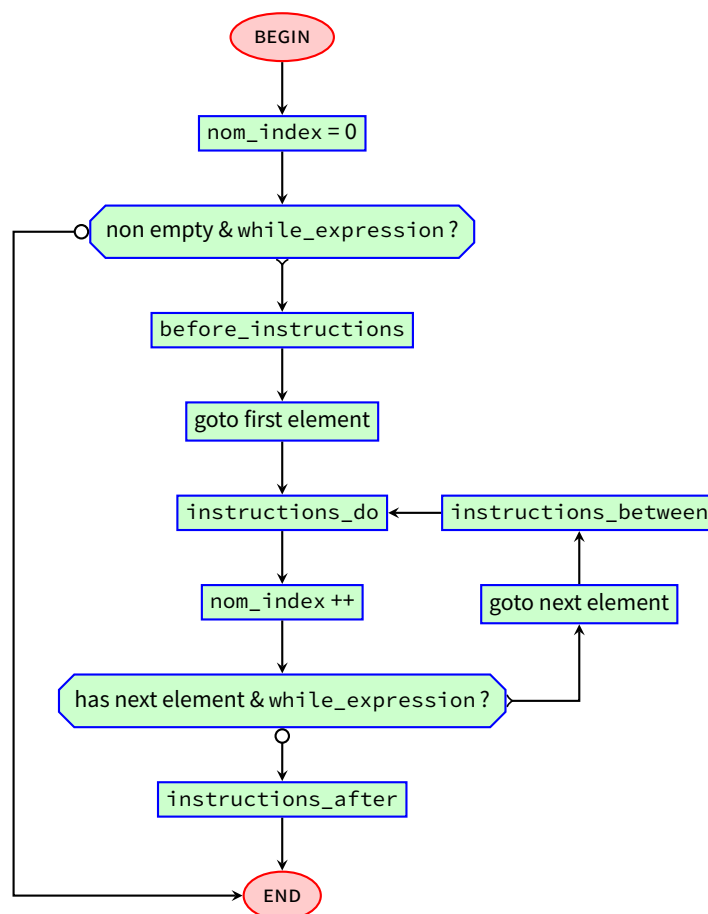 BEGIN
nom_index = 0
non empty & while_expression ?
before_instructions
goto first element
instructions_do
instructions_between
nom_index ++
goto next element
has next element & while_expression ?
instructions_after
END